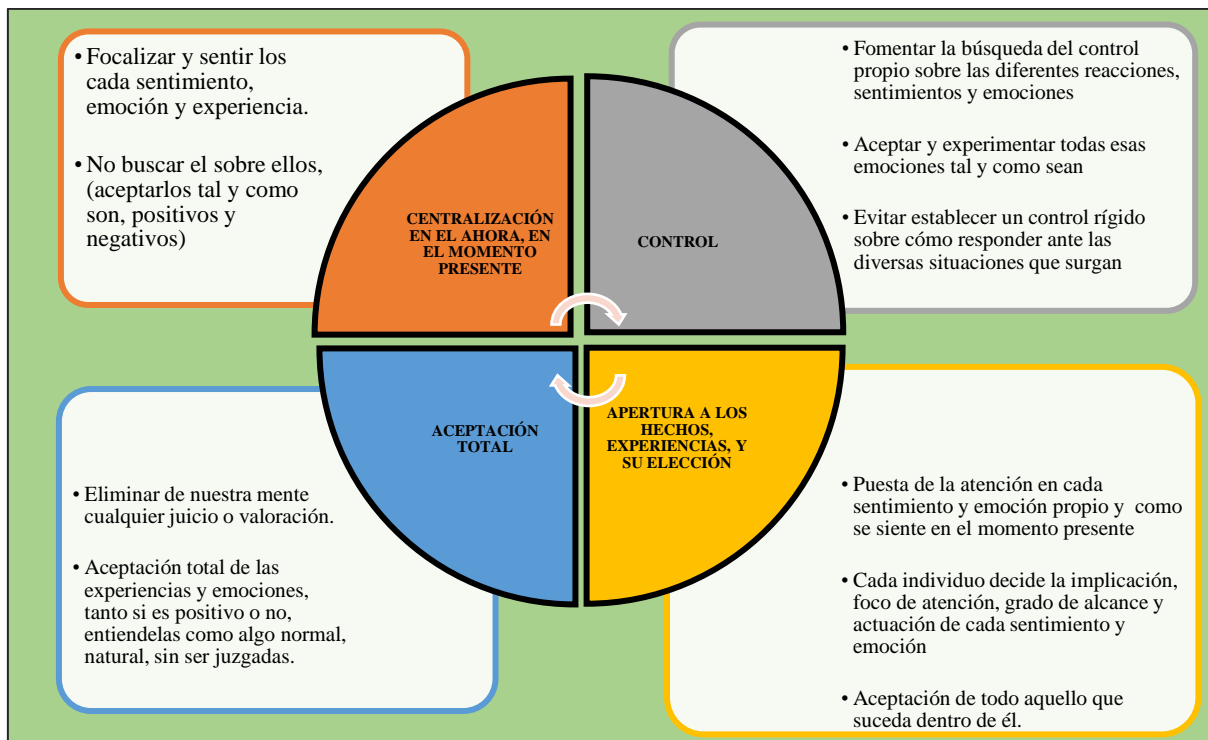 • Focalizar y sentir los
cada sentimiento,
emoción y experiencia.
• No buscar el sobre ellos,
(aceptarlos tal y como
son, positivos y
negativos)
CENTRALIZACIÓN
EN EL AHORA, EN
EL MOMENTO
PRESENTE
CONTROL
• Fomentar la búsqueda del control
propio sobre las diferentes reacciones,
sentimientos y emociones
• Aceptar y experimentar todas esas
emociones tal y como sean
• Evitar establecer un control rígido
sobre cómo responder ante las
diversas situaciones que surgan
• Eliminar de nuestra mente
cualquier juicio o valoración.
• Aceptación total de las
experiencias y emociones,
tanto si es positivo o no,
entiendelas como algo normal,
natural, sin ser juzgadas.
ACEPTACIÓN
TOTAL
APERTURA A LOS
HECHOS,
EXPERIENCIAS, Y
SU ELECCIÓN
• Puesta de la atención en cada
sentimiento y emoción propio y como
se siente en el momento presente
• Cada individuo decide la implicación,
foco de atención, grado de alcance y
actuación de cada sentimiento y
emoción
• Aceptación de todo aquello que
suceda dentro de él.